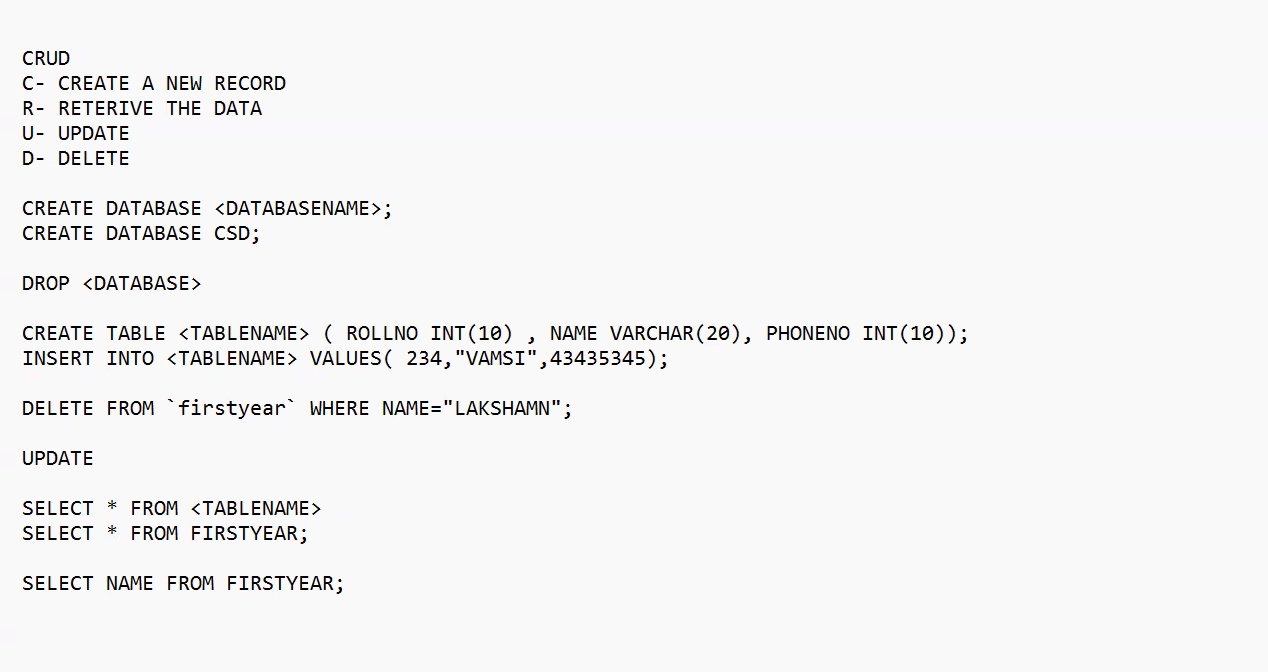 CRUD
C- CREATE A NEW RECORD
R- RETERIVE THE DATA
U- UPDATE
D- DELETE
CREATE DATABASE <DATABASENAME>;
CREATE DATABASE CSD;
DROP <DATABASE>
CREATE TABLE <TABLENAME> ( ROLLNO INT(10) , NAME VARCHAR(20), PHONENO INT(10));
INSERT INTO <TABLENAME> VALUES( 234,"VAMSI",43435345);
DELETE FROM `firstyear` WHERE NAME="LAKSHAMN";
UPDATE
SELECT * FROM <TABLENAME>
SELECT * FROM FIRSTYEAR;
SELECT NAME FROM FIRSTYEAR;